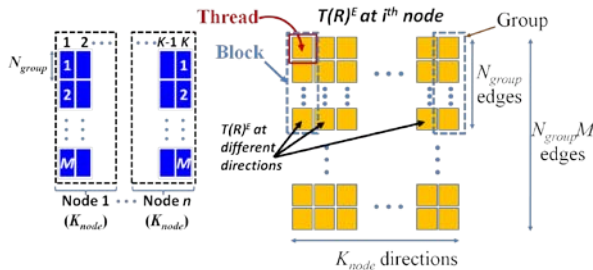 1 2 ⋯ ⋯ K-1 K
N_group
1 1
2 2
M M
Node 1 ⋯ Node n
(K_node) (K_node)
Thread
Block
T(R)^E at i^th node
Group
T(R)^E at
different
directions
N_group
edges
N_group M
edges
K_node directions